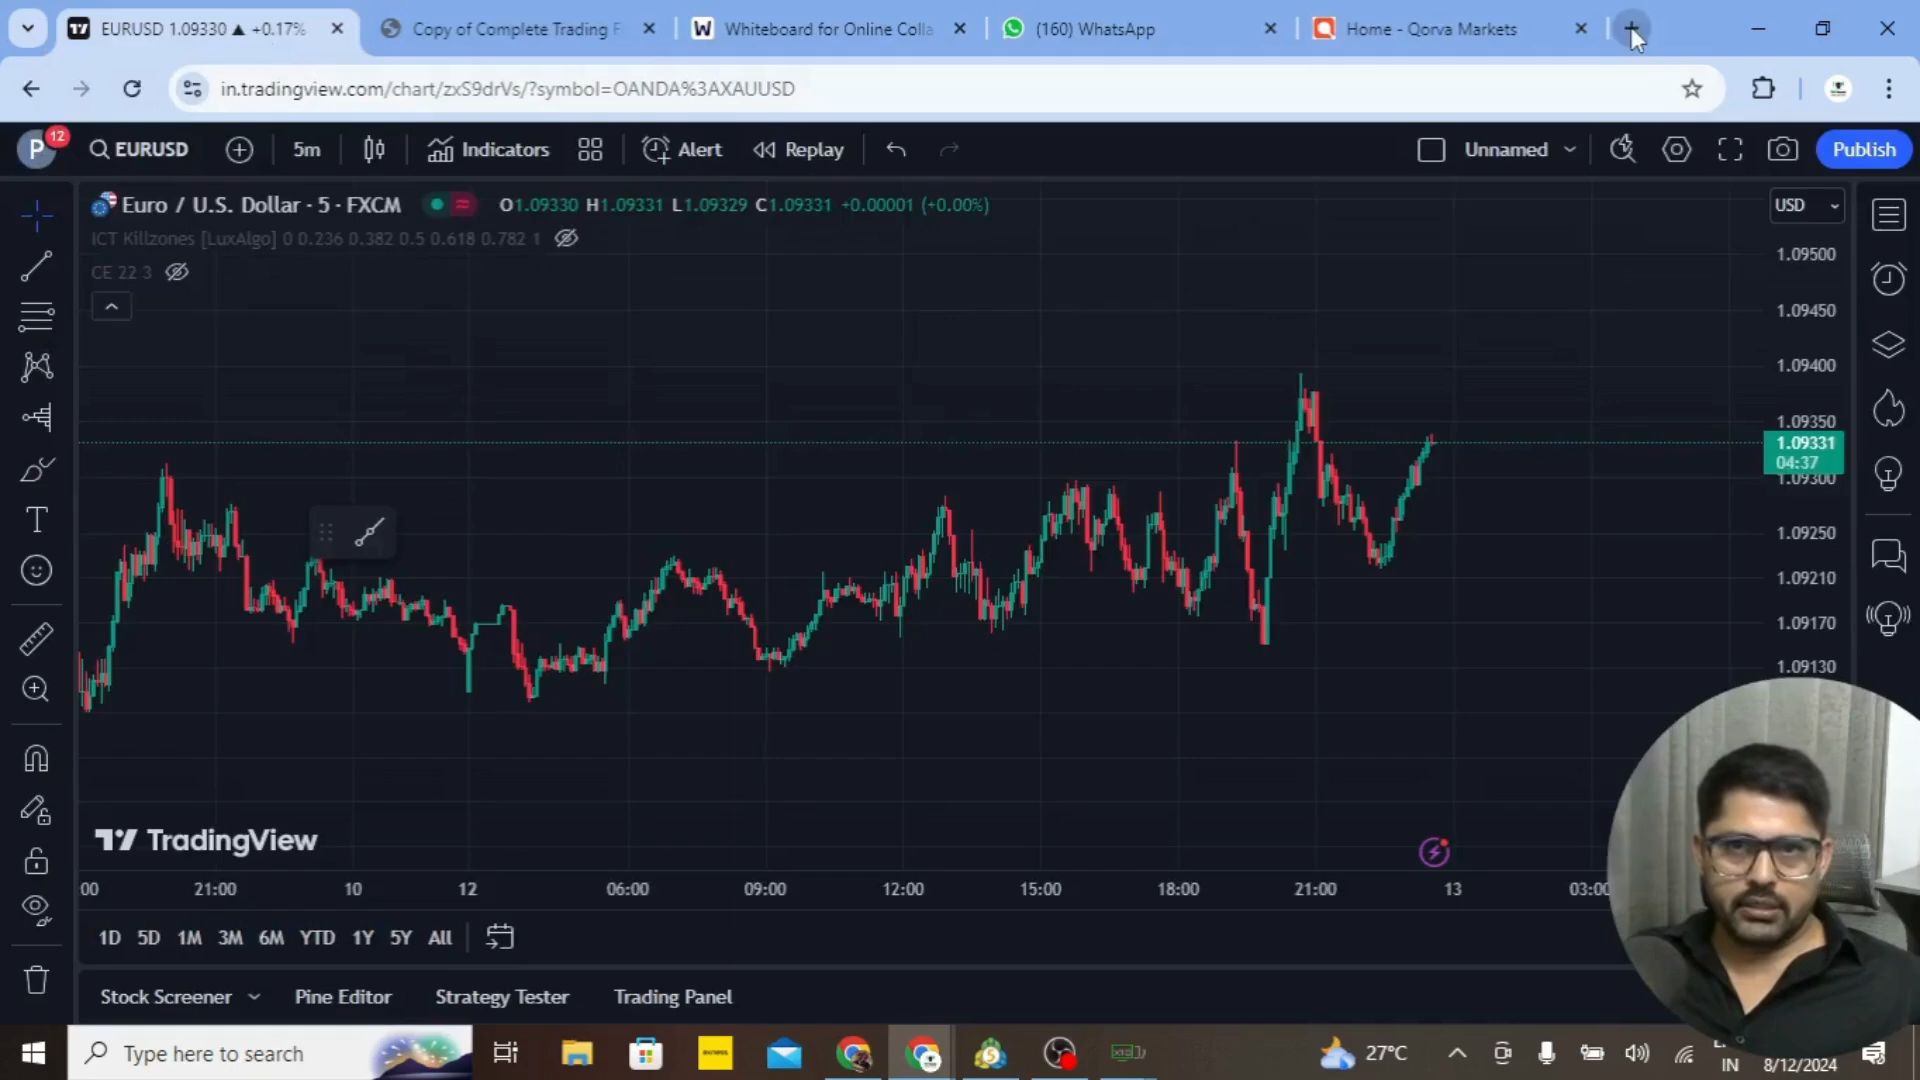 EURUSD 1.09330 ▲ +0.17%
Copy of Complete Trading F
Whiteboard for Online Colla
(160) WhatsApp
Home - Qorva Markets
in.tradingview.com/chart/zxS9drVs/?symbol=OANDA%3AXAUUSD
P
12
EURUSD
5m
Indicators
Alert
Replay
Unnamed
Publish
Euro / U.S. Dollar · 5 · FXCM
O1.09330 H1.09331 L1.09329 C1.09331 +0.00001 (+0.00%)
ICT Killzones [LuxAlgo] 0 0.236 0.382 0.5 0.618 0.782 1
CE 22 3
USD
1.09500
1.09450
1.09400
1.09350
1.09331
04:37
1.09300
1.09250
1.09210
1.09170
1.09130
TradingView
00
21:00
10
12
06:00
09:00
12:00
15:00
18:00
21:00
13
03:00
1D
5D
1M
3M
6M
YTD
1Y
5Y
All
Stock Screener
Pine Editor
Strategy Tester
Trading Panel
Type here to search
27°C
IN
8/12/2024